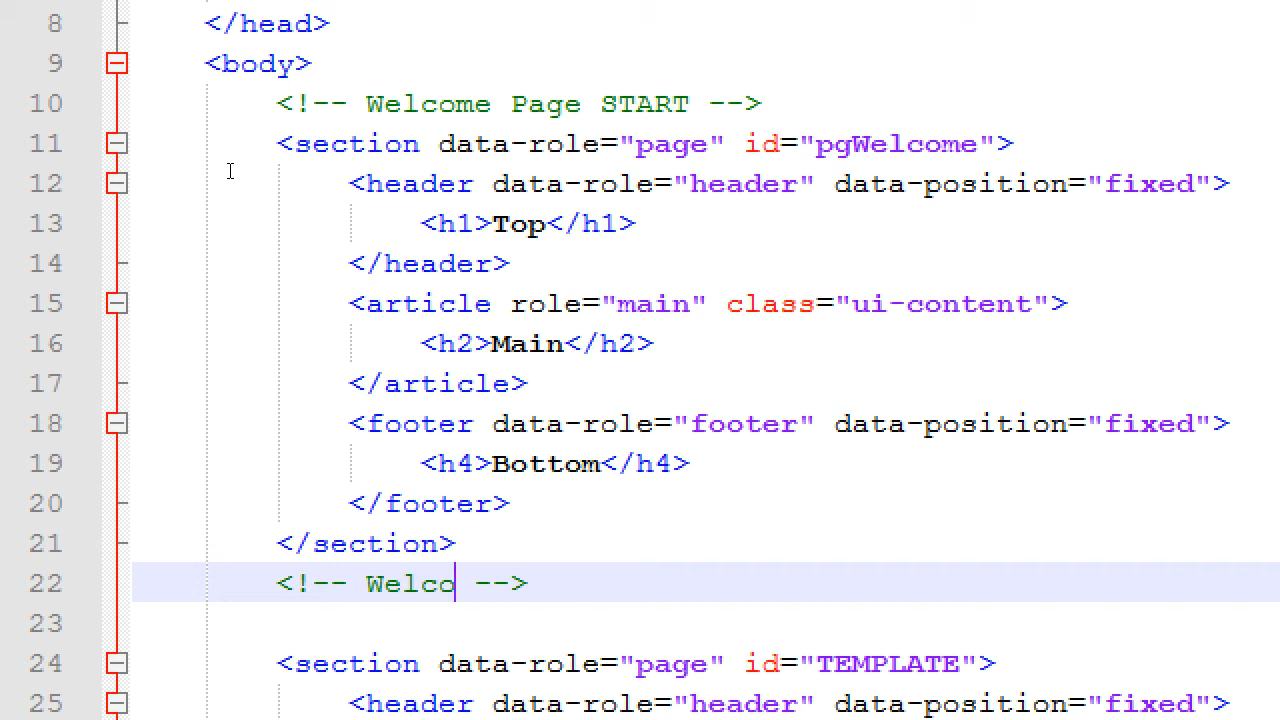 8 </head>
9 <body>
10 <!-- Welcome Page START -->
11 <section data-role="page" id="pgWelcome">
12 <header data-role="header" data-position="fixed">
13 <h1>Top</h1>
14 </header>
15 <article role="main" class="ui-content">
16 <h2>Main</h2>
17 </article>
18 <footer data-role="footer" data-position="fixed">
19 <h4>Bottom</h4>
20 </footer>
21 </section>
22 <!-- Welco -->
23
24 <section data-role="page" id="TEMPLATE">
25 <header data-role="header" data-position="fixed">